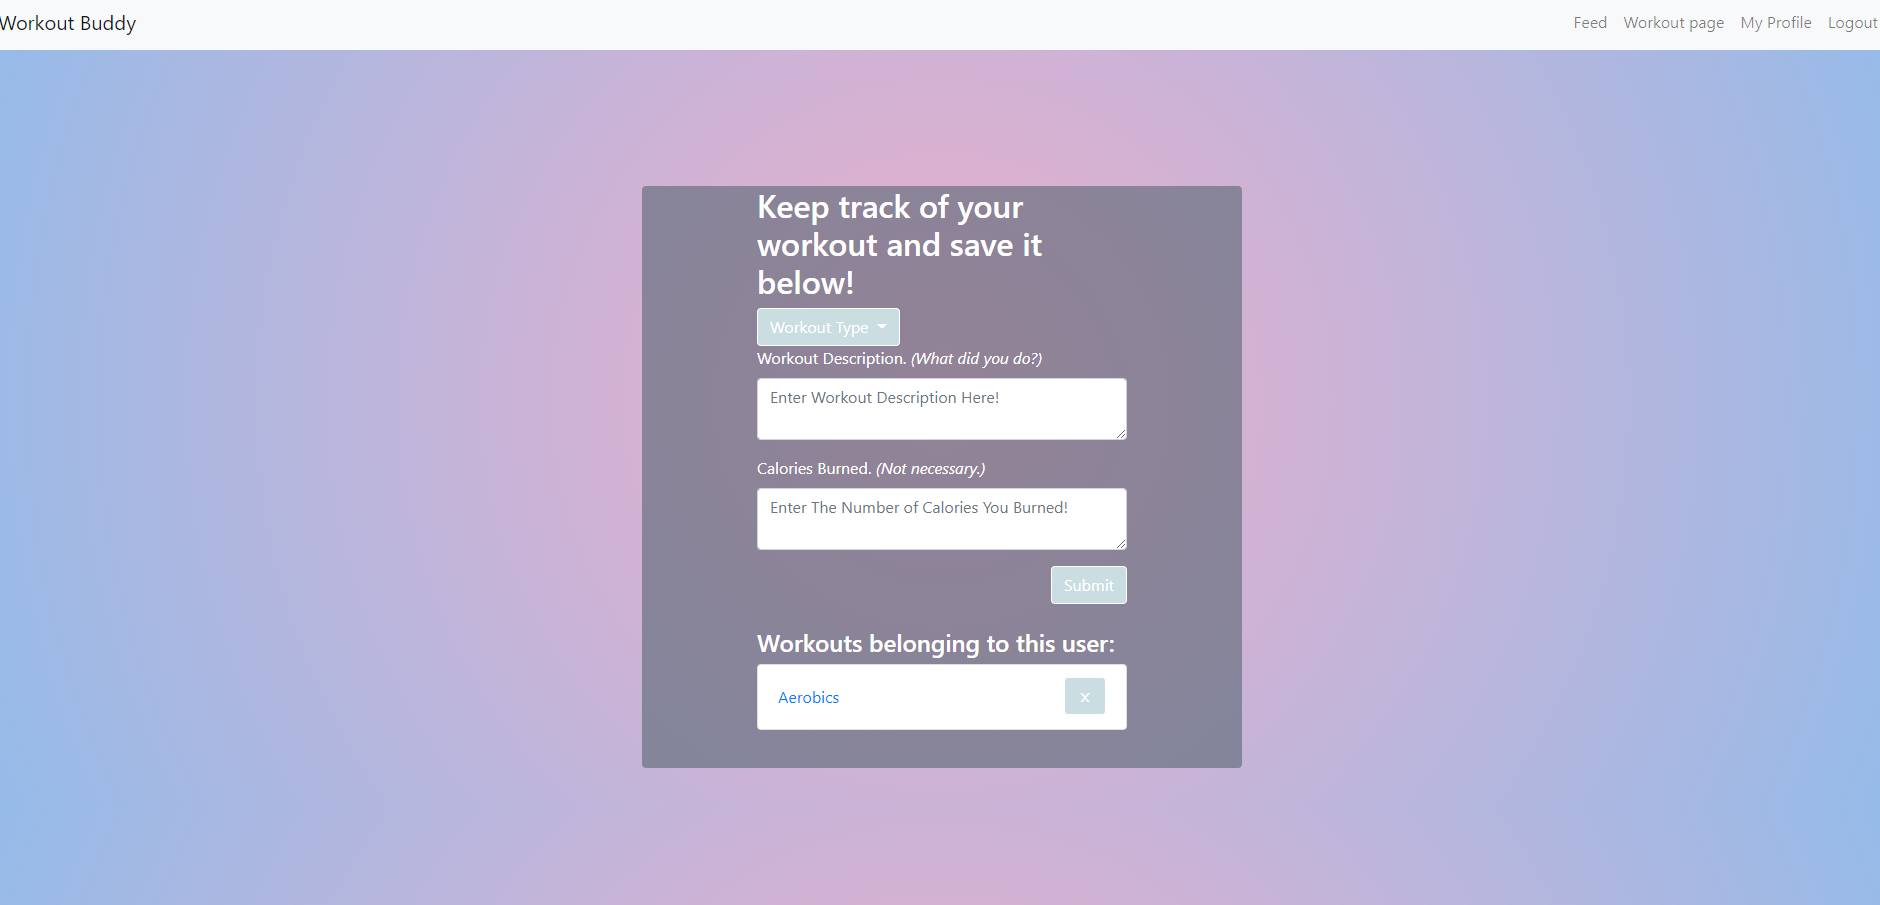 Workout Buddy
Feed Workout page My Profile Logout
Keep track of your
workout and save it
below!
Workout Type
Workout Description. (What did you do?)
Enter Workout Description Here!
Calories Burned. (Not necessary.)
Enter The Number of Calories You Burned!
Submit
Workouts belonging to this user:
Aerobics X